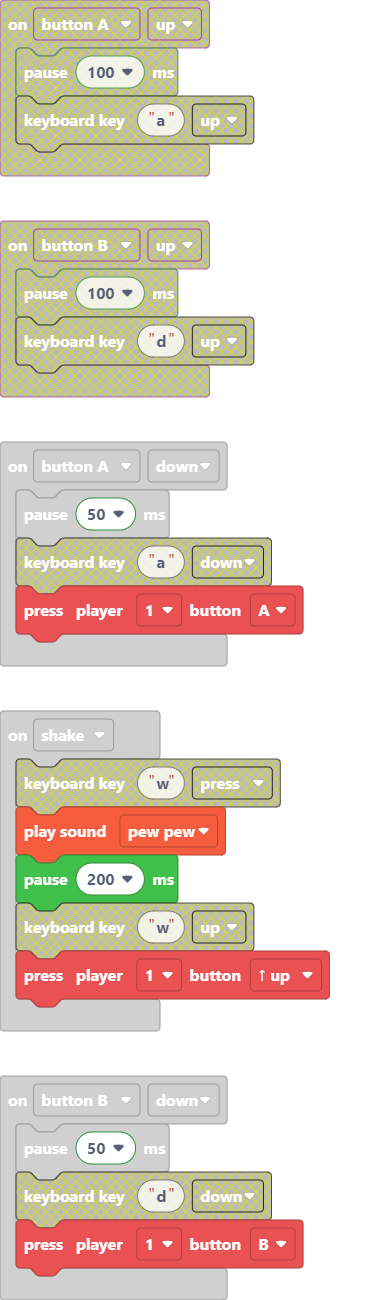 on button A up
pause 100 ms
keyboard key "a" up
on button B up
pause 100 ms
keyboard key "d" up
on button A down
pause 50 ms
keyboard key "a" down
press player 1 button A
on shake
keyboard key "w" press
play sound pew pew
pause 200 ms
keyboard key "w" up
press player 1 button ↑ up
on button B down
pause 50 ms
keyboard key "d" down
press player 1 button B